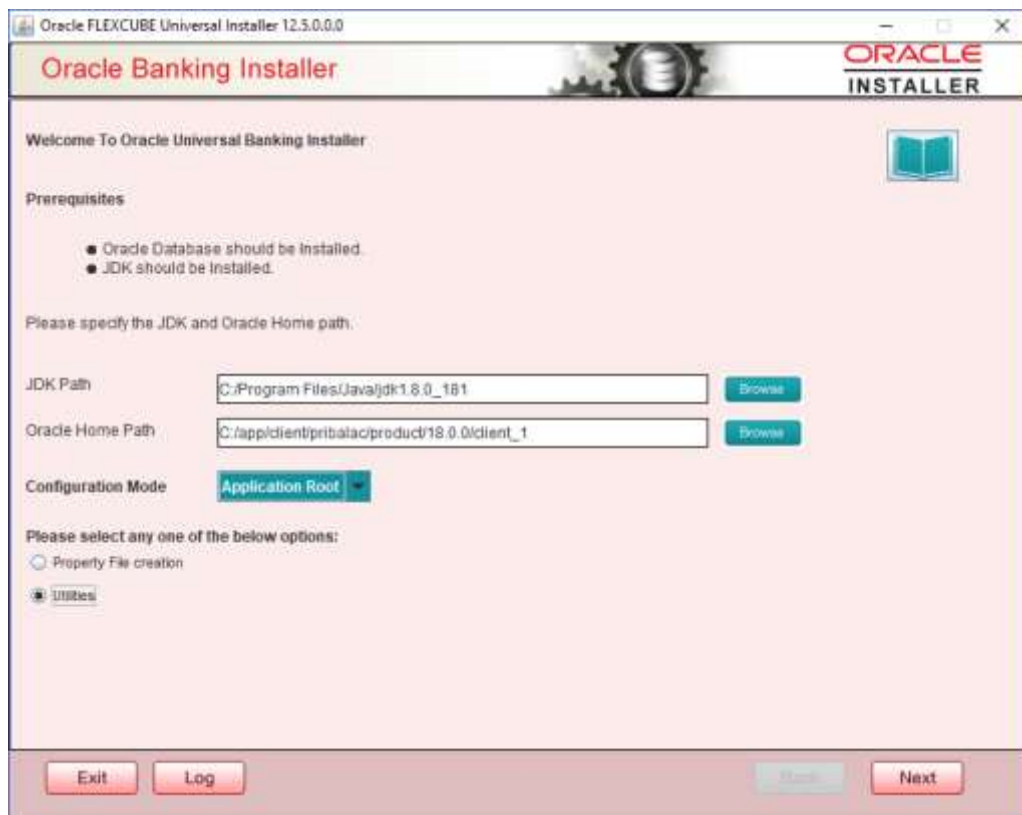 Oracle FLEXCUBE Universal Installer 12.5.0.0.0
Oracle Banking Installer
ORACLE
INSTALLER
Welcome To Oracle Universal Banking Installer
Prerequisites
Oracle Database should be Installed.
JDK should be Installed.
Please specify the JDK and Oracle Home path.
JDK Path C:/Program Files/Java/jdk1.8.0_181 Browse
Oracle Home Path C:/app/client/pribalac/product/18.0.0/client_1 Browse
Configuration Mode Application Root
Please select any one of the below options:
Property File creation
Utilities
Exit Log Back Next